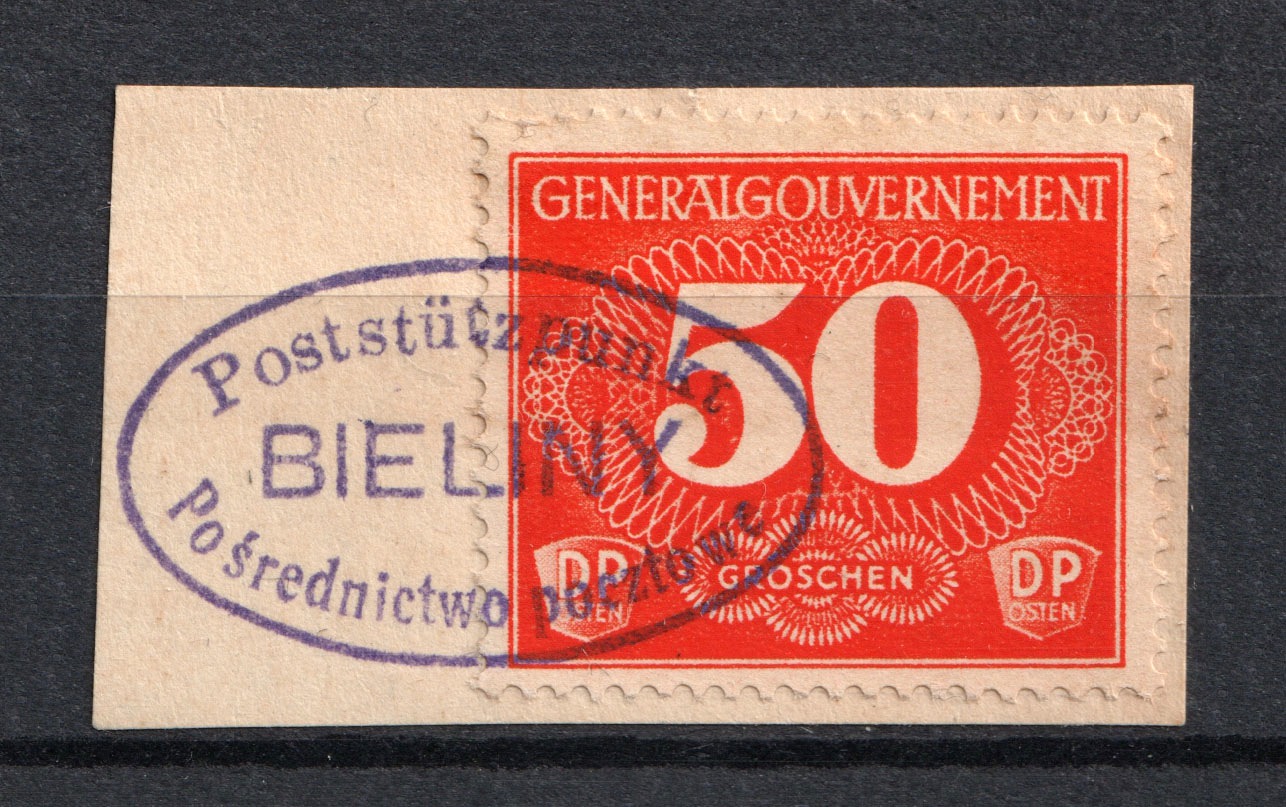 GENERALGOUVERNEMENT
50
GROSCHEN
DP
OSTEN
DP
OSTEN
Poststützpunkt
BIELINY
Pośrednictwo pocztowe